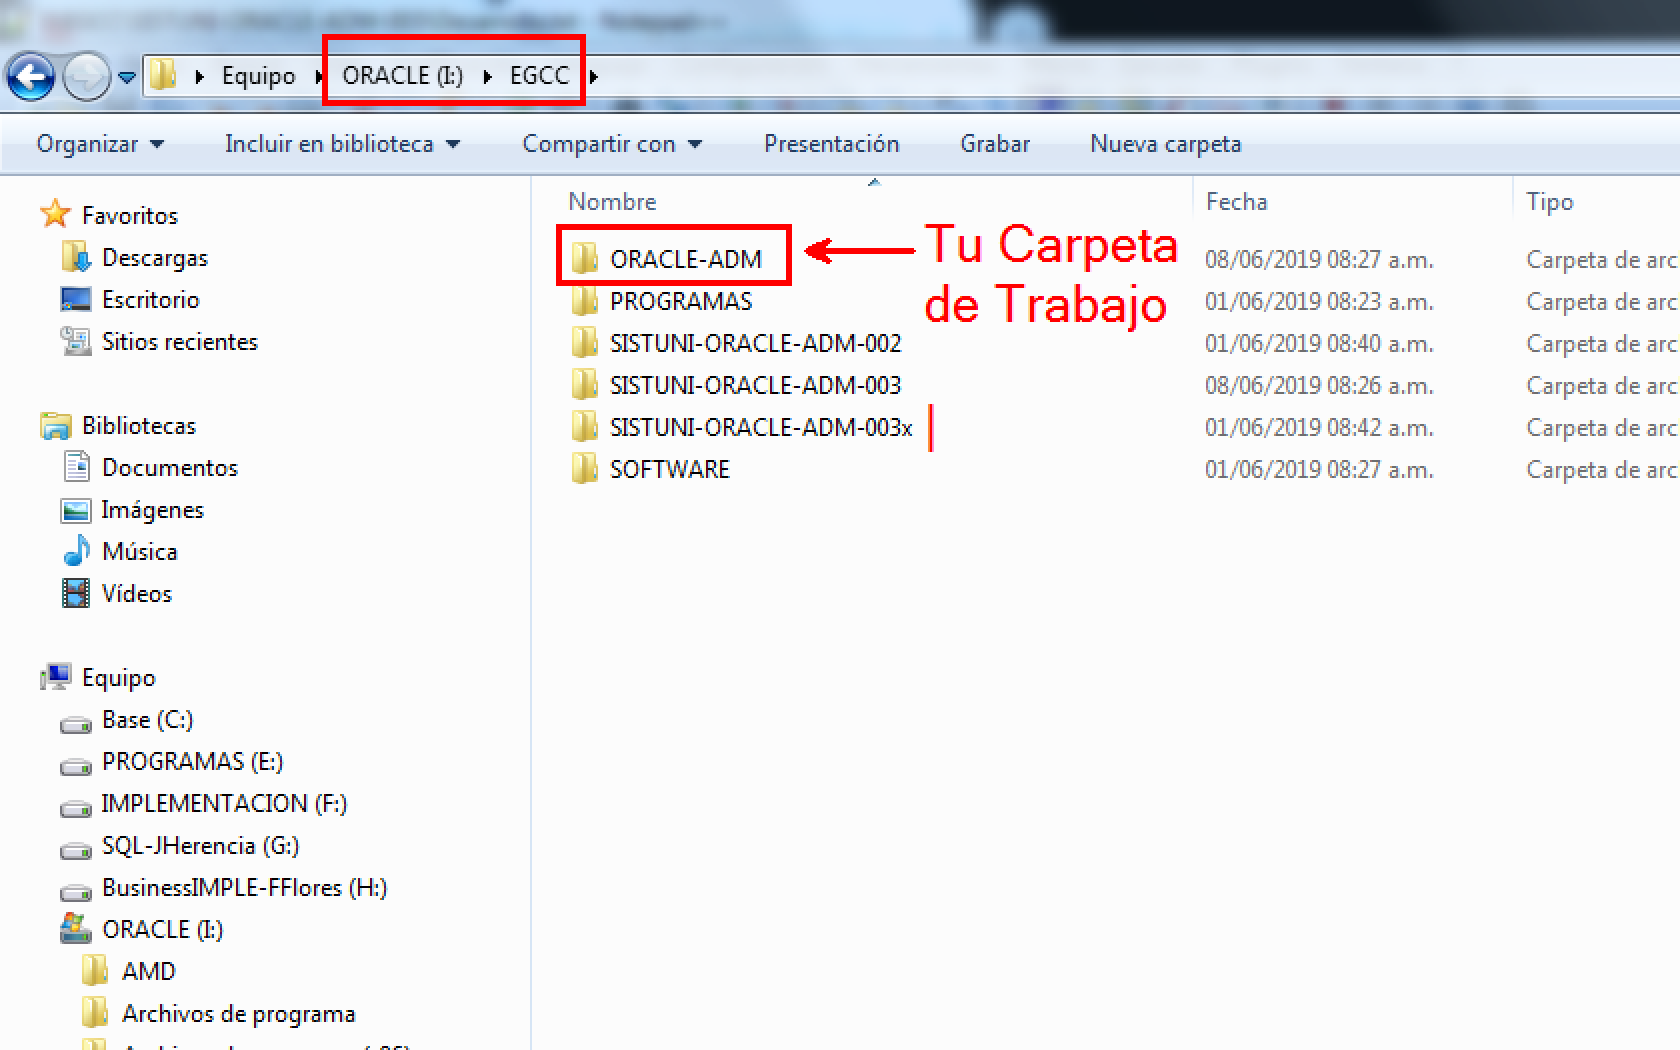 Equipo ORACLE (I:) EGCC
Organizar Incluir en biblioteca Compartir con Presentación Grabar Nueva carpeta
Favoritos
Descargas
Escritorio
Sitios recientes
Bibliotecas
Documentos
Imágenes
Música
Vídeos
Equipo
Base (C:)
PROGRAMAS (E:)
IMPLEMENTACION (F:)
SQL-JHerencia (G:)
BusinessIMPLE-FFlores (H:)
ORACLE (I:)
AMD
Archivos de programa
Nombre Fecha Tipo
ORACLE-ADM 08/06/2019 08:27 a.m. Carpeta de arc
PROGRAMAS 01/06/2019 08:23 a.m. Carpeta de arc
SISTUNI-ORACLE-ADM-002 01/06/2019 08:40 a.m. Carpeta de arc
SISTUNI-ORACLE-ADM-003 08/06/2019 08:26 a.m. Carpeta de arc
SISTUNI-ORACLE-ADM-003x 01/06/2019 08:42 a.m. Carpeta de arc
SOFTWARE 01/06/2019 08:27 a.m. Carpeta de arc
Tu Carpeta
de Trabajo